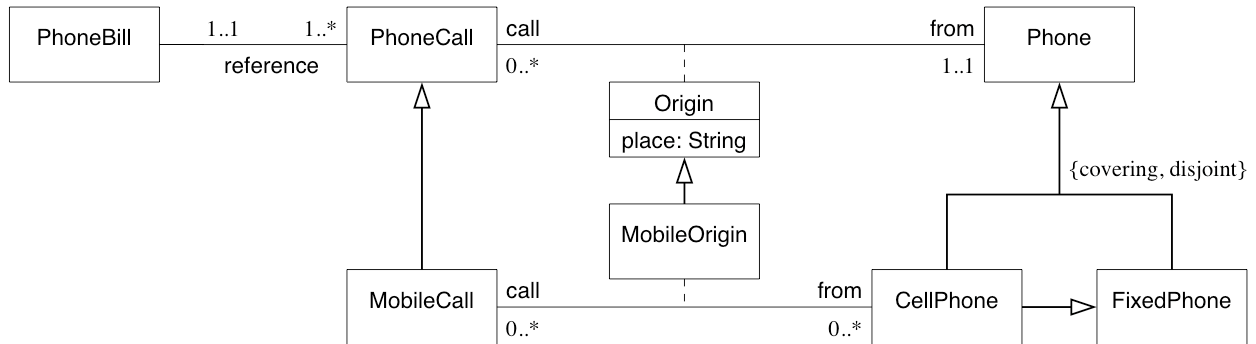 PhoneBill
1..1
1..*
reference
PhoneCall
call
0..*
from
1..1
Phone
Origin
place: String
{covering, disjoint}
MobileOrigin
MobileCall
call
0..*
from
0..*
CellPhone
FixedPhone